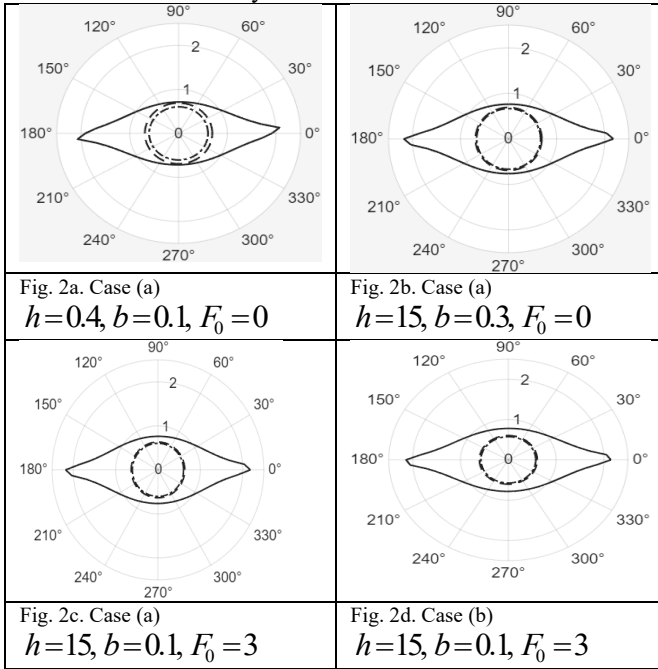 90°
120° 60°
2
150° 30°
1
180° 0 0°
210° 330°
240° 300°
270°
90°
120° 60°
2
150° 30°
1
180° 0 0°
210° 330°
240° 300°
270°
Fig. 2a. Case (a)
h=0.4, b=0.1, F₀=0
Fig. 2b. Case (a)
h=15, b=0.3, F₀=0
90°
120° 60°
2
150° 30°
1
180° 0 0°
210° 330°
240° 300°
270°
90°
120° 60°
2
150° 30°
1
180° 0 0°
210° 330°
240° 300°
270°
Fig. 2c. Case (a)
h=15, b=0.1, F₀=3
Fig. 2d. Case (b)
h=15, b=0.1, F₀=3